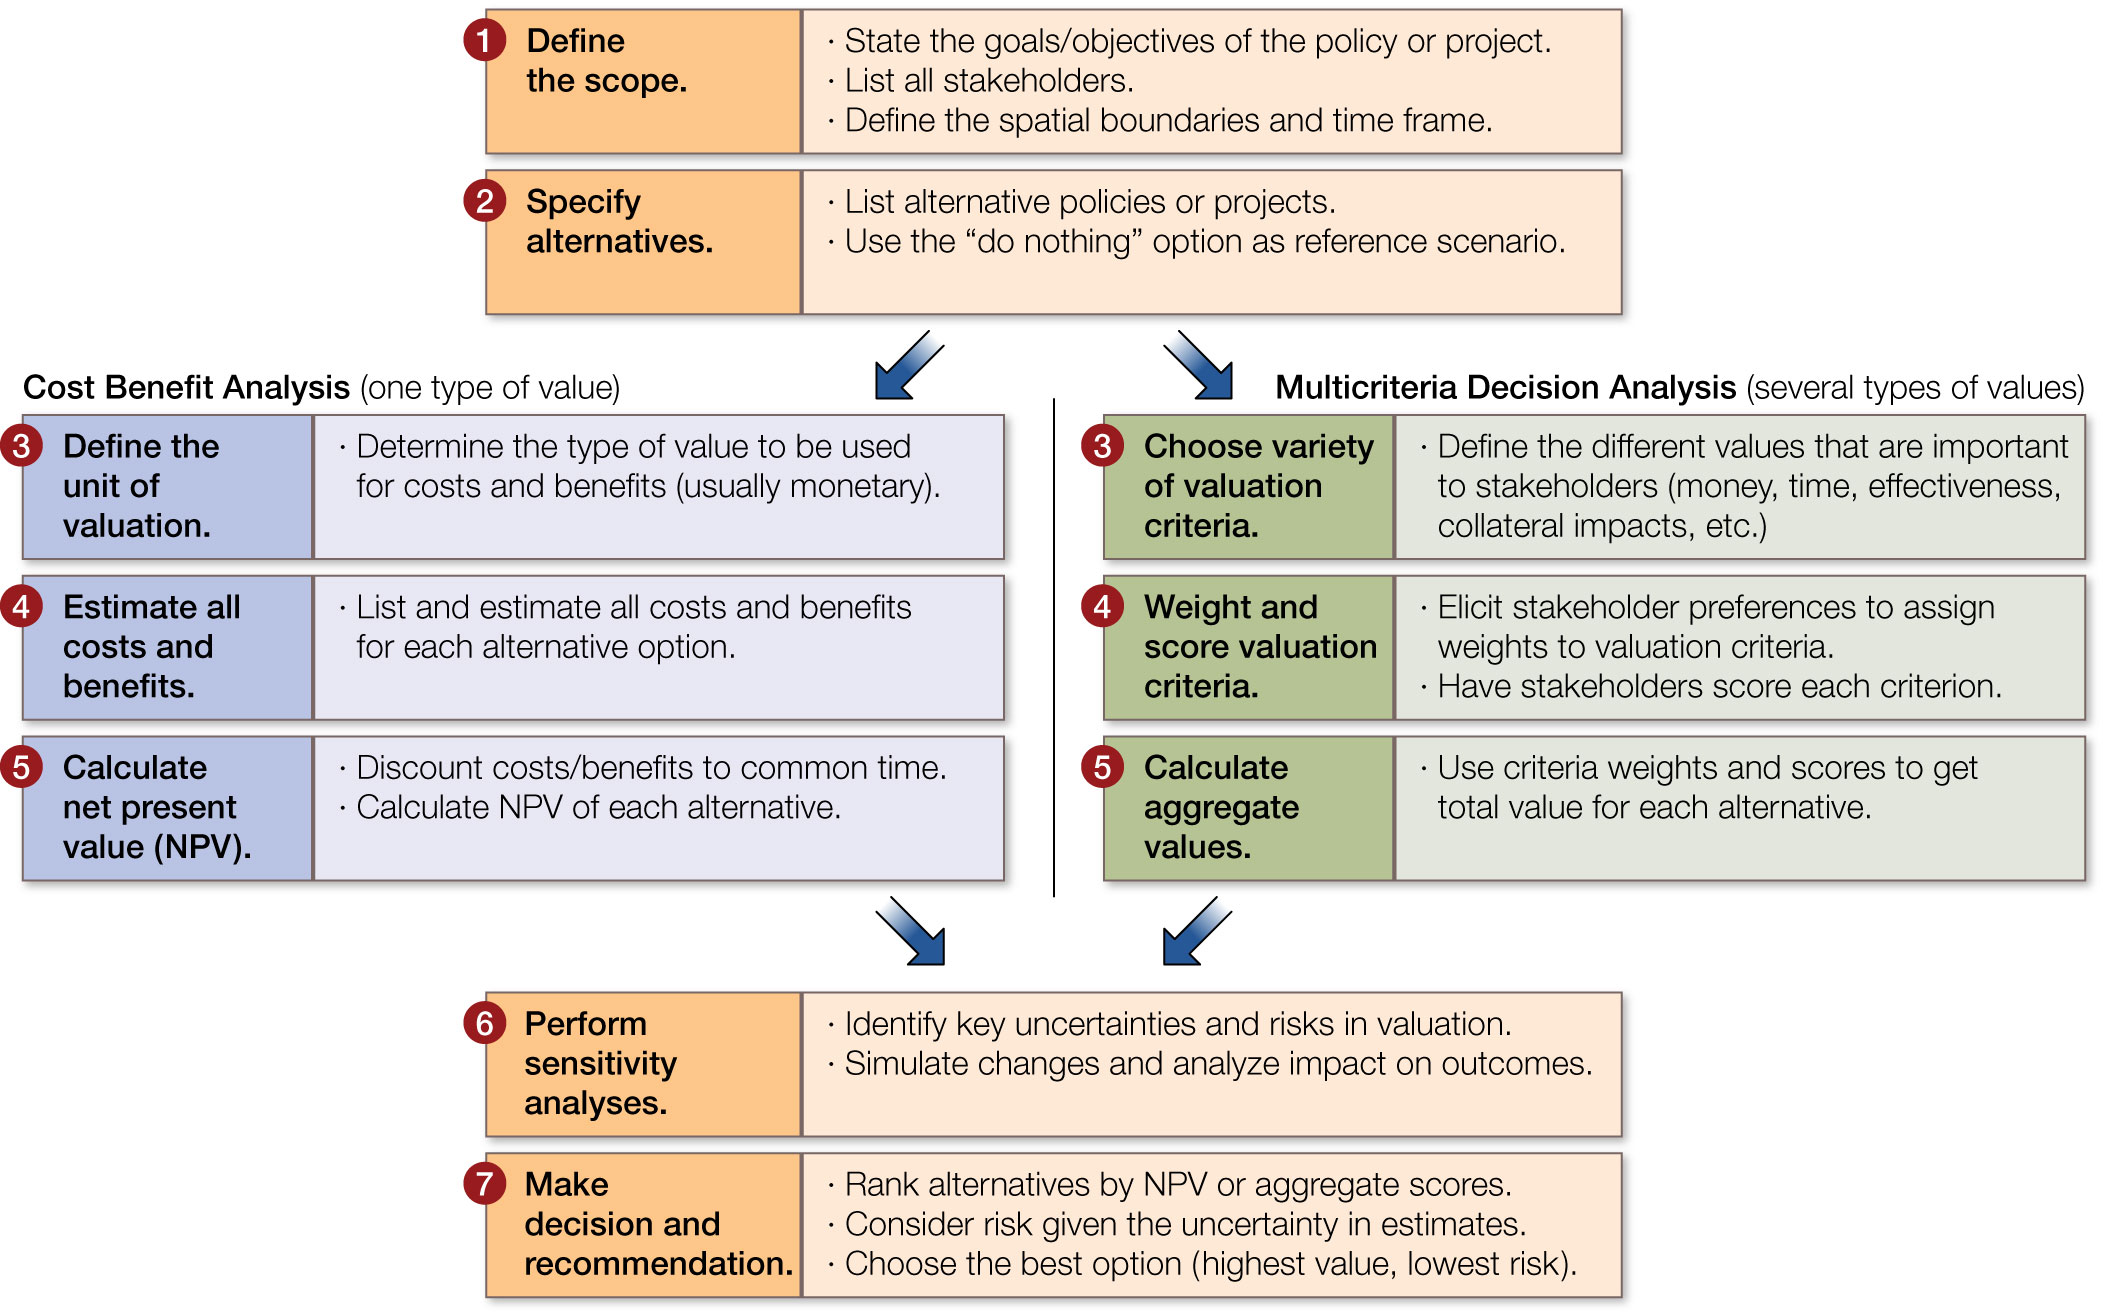 1 Define
the scope.
· State the goals/objectives of the policy or project.
· List all stakeholders.
· Define the spatial boundaries and time frame.
2 Specify
alternatives.
· List alternative policies or projects.
· Use the “do nothing” option as reference scenario.
Cost Benefit Analysis (one type of value)
3 Define the
unit of
valuation.
· Determine the type of value to be used
for costs and benefits (usually monetary).
4 Estimate all
costs and
benefits.
· List and estimate all costs and benefits
for each alternative option.
5 Calculate
net present
value (NPV).
· Discount costs/benefits to common time.
· Calculate NPV of each alternative.
Multicriteria Decision Analysis (several types of values)
3 Choose variety
of valuation
criteria.
· Define the different values that are important
to stakeholders (money, time, effectiveness,
collateral impacts, etc.)
4 Weight and
score valuation
criteria.
· Elicit stakeholder preferences to assign
weights to valuation criteria.
· Have stakeholders score each criterion.
5 Calculate
aggregate
values.
· Use criteria weights and scores to get
total value for each alternative.
6 Perform
sensitivity
analyses.
· Identify key uncertainties and risks in valuation.
· Simulate changes and analyze impact on outcomes.
7 Make
decision and
recommendation.
· Rank alternatives by NPV or aggregate scores.
· Consider risk given the uncertainty in estimates.
· Choose the best option (highest value, lowest risk).